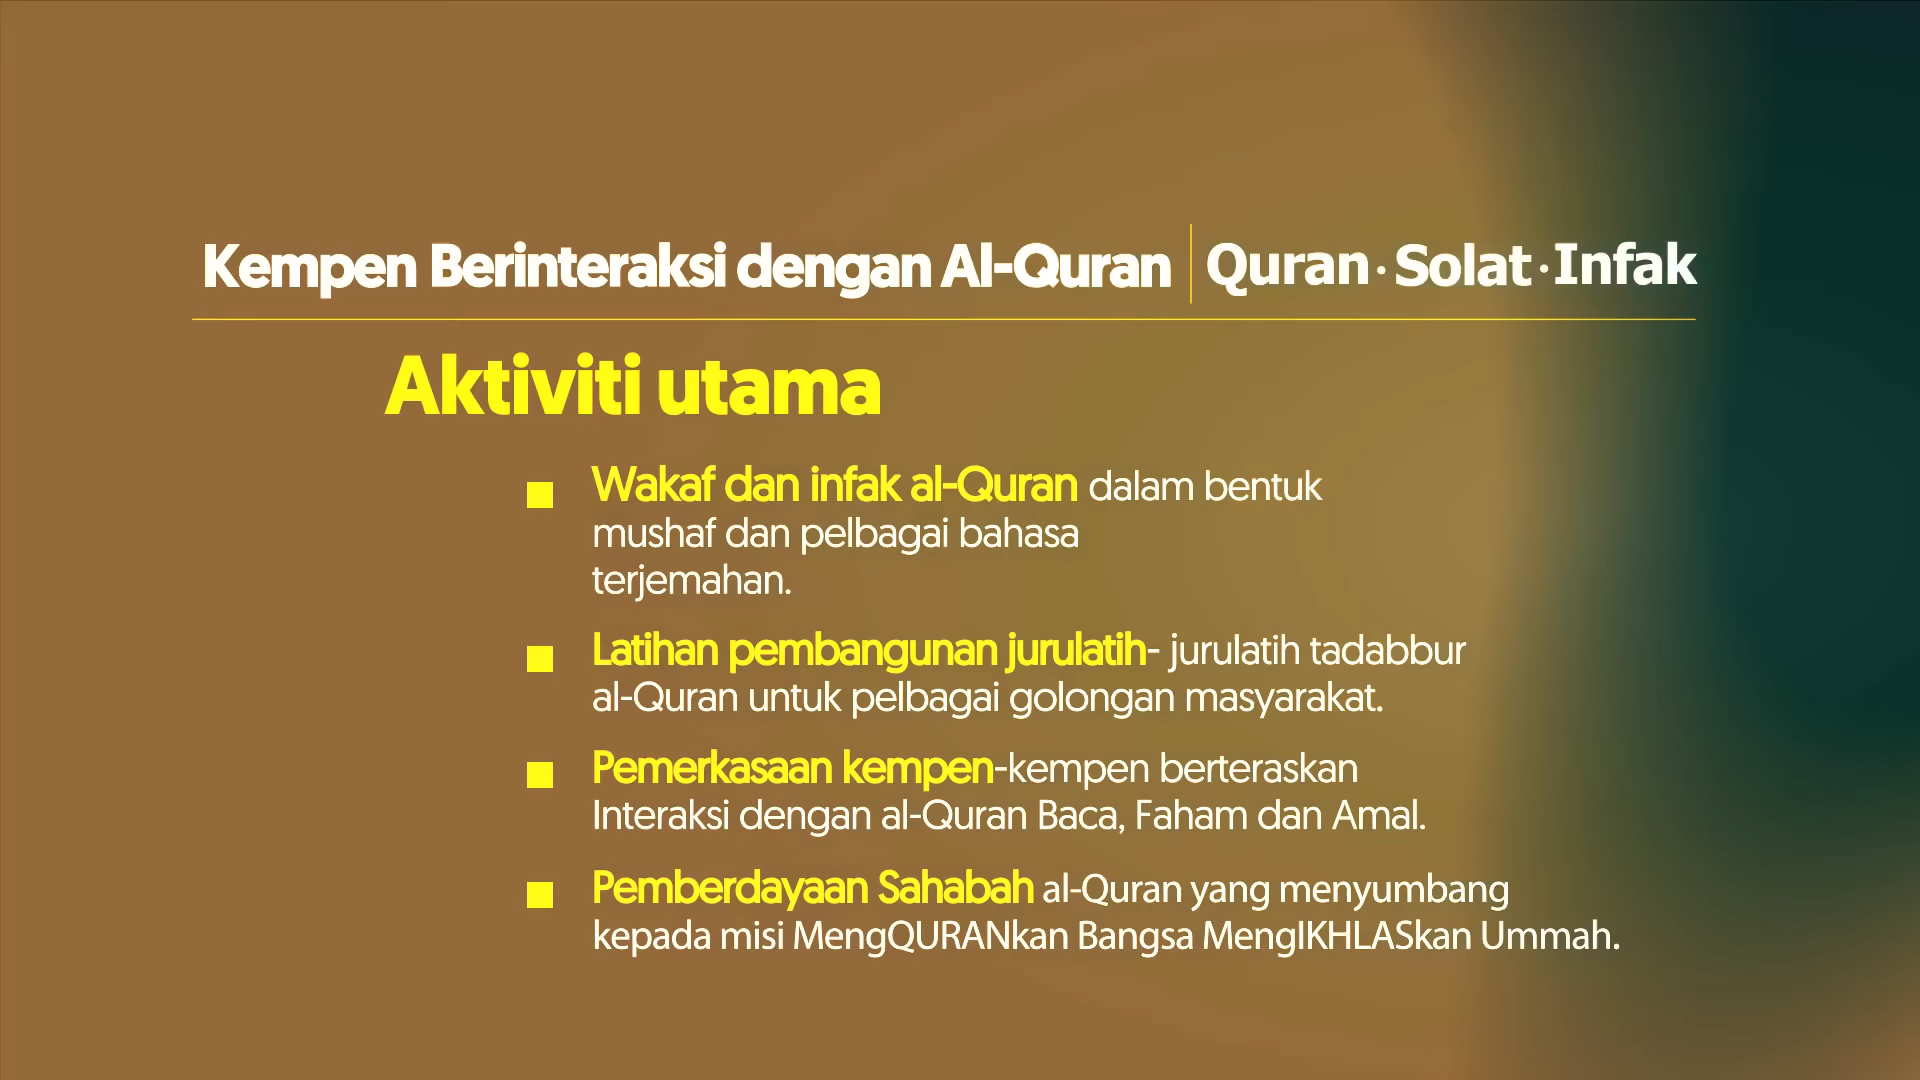 Kempen Berinteraksi dengan Al-Quran | Quran · Solat · Infak
Aktiviti utama
Wakaf dan infak al-Quran dalam bentuk
mushaf dan pelbagai bahasa
terjemahan.
Latihan pembangunan jurulatih- jurulatih tadabbur
al-Quran untuk pelbagai golongan masyarakat.
Pemerkasaan kempen-kempen berteraskan
Interaksi dengan al-Quran Baca, Faham dan Amal.
Pemberdayaan Sahabah al-Quran yang menyumbang
kepada misi MengQURANkan Bangsa MengIKHLASkan Ummah.